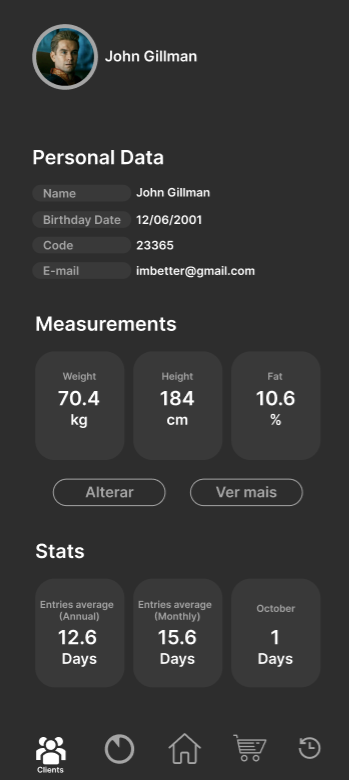 John Gillman
Personal Data
Name John Gillman
Birthday Date 12/06/2001
Code 23365
E-mail imbetter@gmail.com
Measurements
Weight
70.4
kg
Height
184
cm
Fat
10.6
%
Alterar
Ver mais
Stats
Entries average
(Annual)
12.6
Days
Entries average
(Monthly)
15.6
Days
October
1
Days
Clients